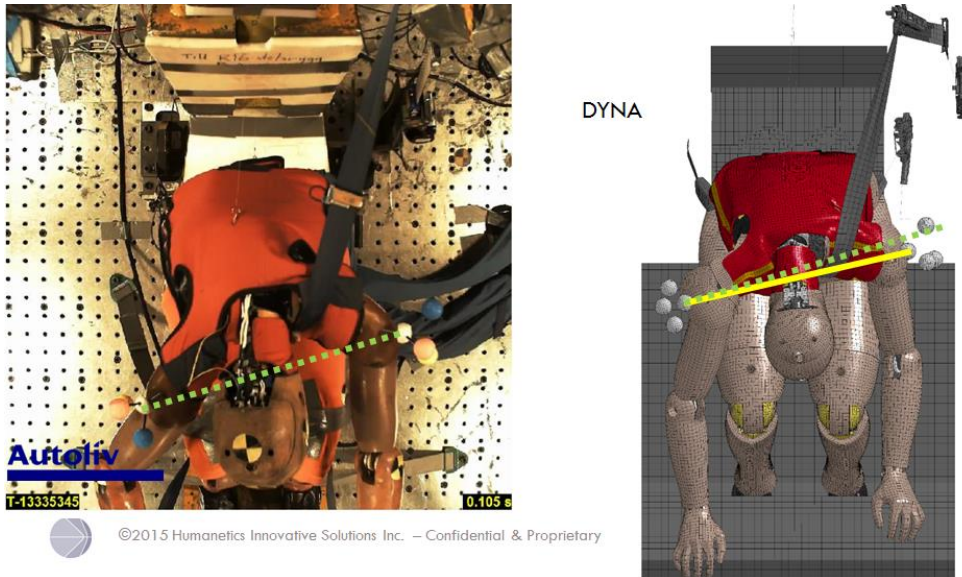 DYNA
Autoliv
T-13335345
0.105 s
©2015 Humanetics Innovative Solutions Inc. – Confidential & Proprietary